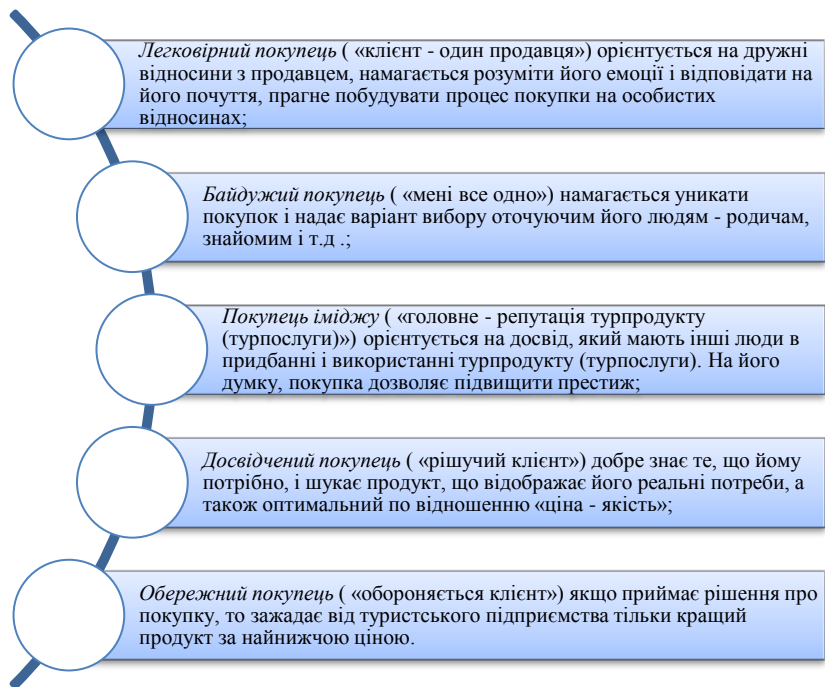 Легковірний покупець ( «клієнт - один продавця») орієнтується на дружні
відносини з продавцем, намагається розуміти його емоції і відповідати на
його почуття, прагне побудувати процес покупки на особистих
відносинах;
Байдужий покупець ( «мені все одно») намагається уникати
покупок і надає варіант вибору оточуючим його людям - родичам,
знайомим і т.д .;
Покупець іміджу ( «головне - репутація турпродукту
(турпослуги)») орієнтується на досвід, який мають інші люди в
придбанні і використанні турпродукту (турпослуги). На його
думку, покупка дозволяє підвищити престиж;
Досвідчений покупець ( «рішучий клієнт») добре знає те, що йому
потрібно, і шукає продукт, що відображає його реальні потреби, а
також оптимальний по відношенню «ціна - якість»;
Обережний покупець ( «обороняється клієнт») якщо приймає рішення про
покупку, то зажадає від туристського підприємства тільки кращий
продукт за найнижчою ціною.